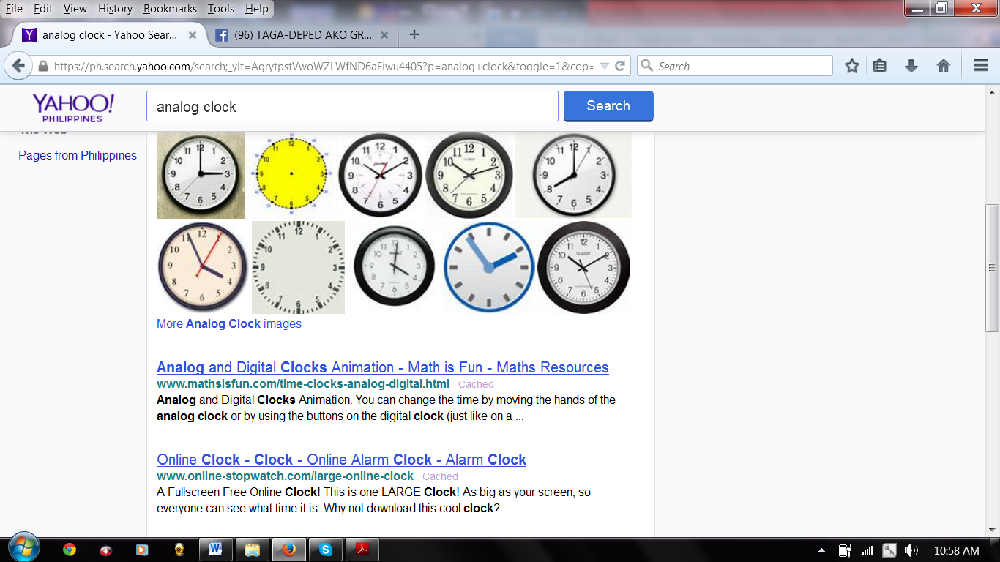 File Edit View History Bookmarks Tools Help
analog clock - Yahoo Sear... (96) TAGA-DEPED AKO GR...
https://ph.search.yahoo.com/search;_ylt=AgrytpstVwoWZLWfND6aFiwu4405?p=analog+clock&toggle=1&cop= Search
YAHOO! PHILIPPINES
analog clock Search
The Web
Pages from Philippines
More Analog Clock images
Analog and Digital Clocks Animation - Math is Fun - Maths Resources
www.mathsisfun.com/time-clocks-analog-digital.html Cached
Analog and Digital Clocks Animation. You can change the time by moving the hands of the
analog clock or by using the buttons on the digital clock (just like on a ...
Online Clock - Clock - Online Alarm Clock - Alarm Clock
www.online-stopwatch.com/large-online-clock Cached
A Fullscreen Free Online Clock! This is one LARGE Clock! As big as your screen, so
everyone can see what time it is. Why not download this cool clock?
10:58 AM